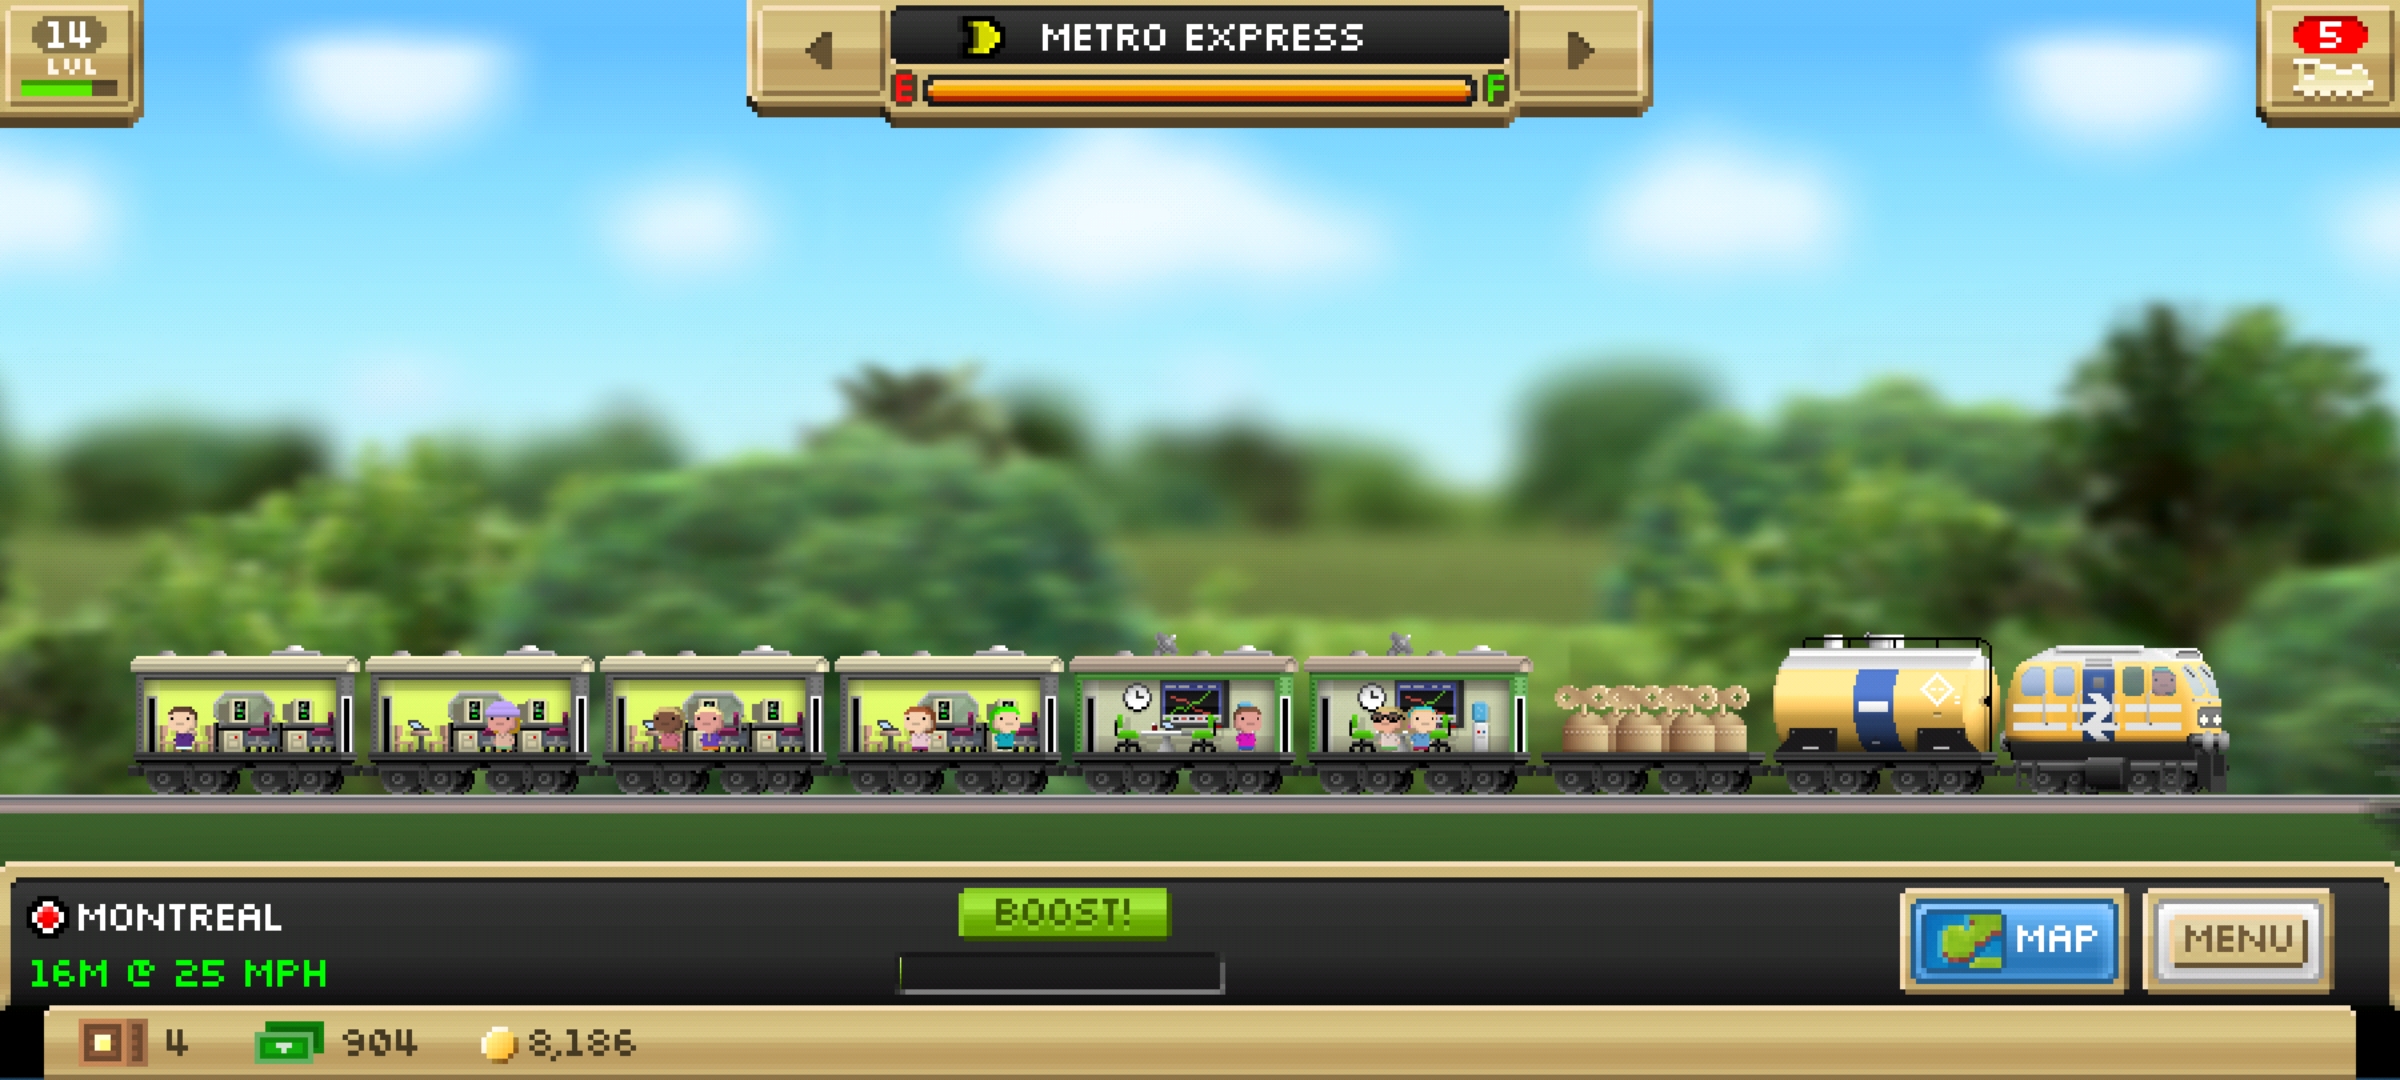 14
LVL
METRO EXPRESS
E F
5
MONTREAL
16M @ 25 MPH
BOOST!
MAP
MENU
4
904
8,186